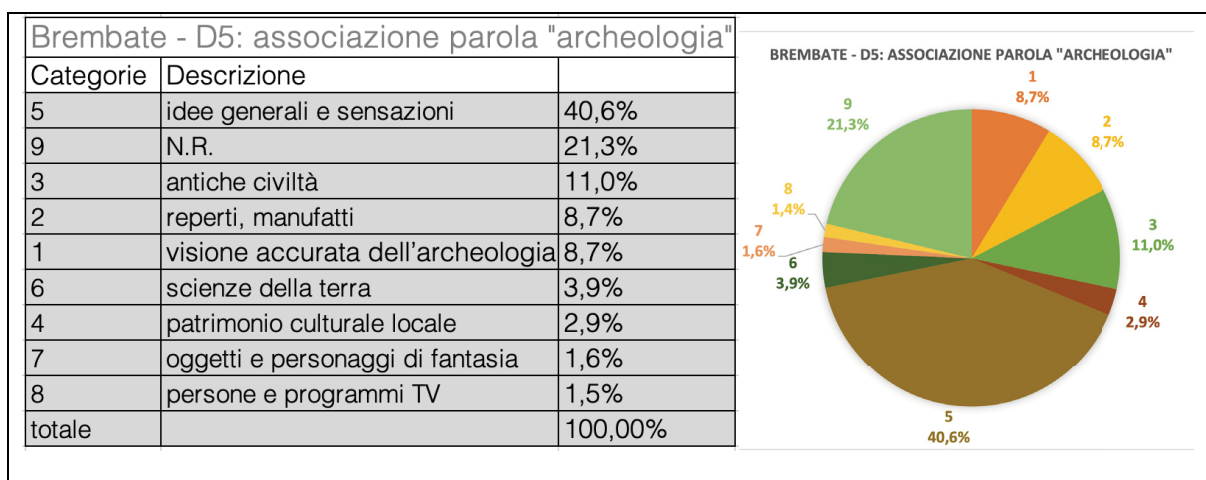 Brembate - D5: associazione parola "archeologia"
Categorie Descrizione
5 idee generali e sensazioni 40,6%
9 N.R. 21,3%
3 antiche civiltà 11,0%
2 reperti, manufatti 8,7%
1 visione accurata dell'archeologia 8,7%
6 scienze della terra 3,9%
4 patrimonio culturale locale 2,9%
7 oggetti e personaggi di fantasia 1,6%
8 persone e programmi TV 1,5%
totale 100,00%
BREMBATE - D5: ASSOCIAZIONE PAROLA "ARCHEOLOGIA"
1
8,7%
2
8,7%
3
11,0%
4
2,9%
5
40,6%
6
3,9%
7
1,6%
8
1,4%
9
21,3%